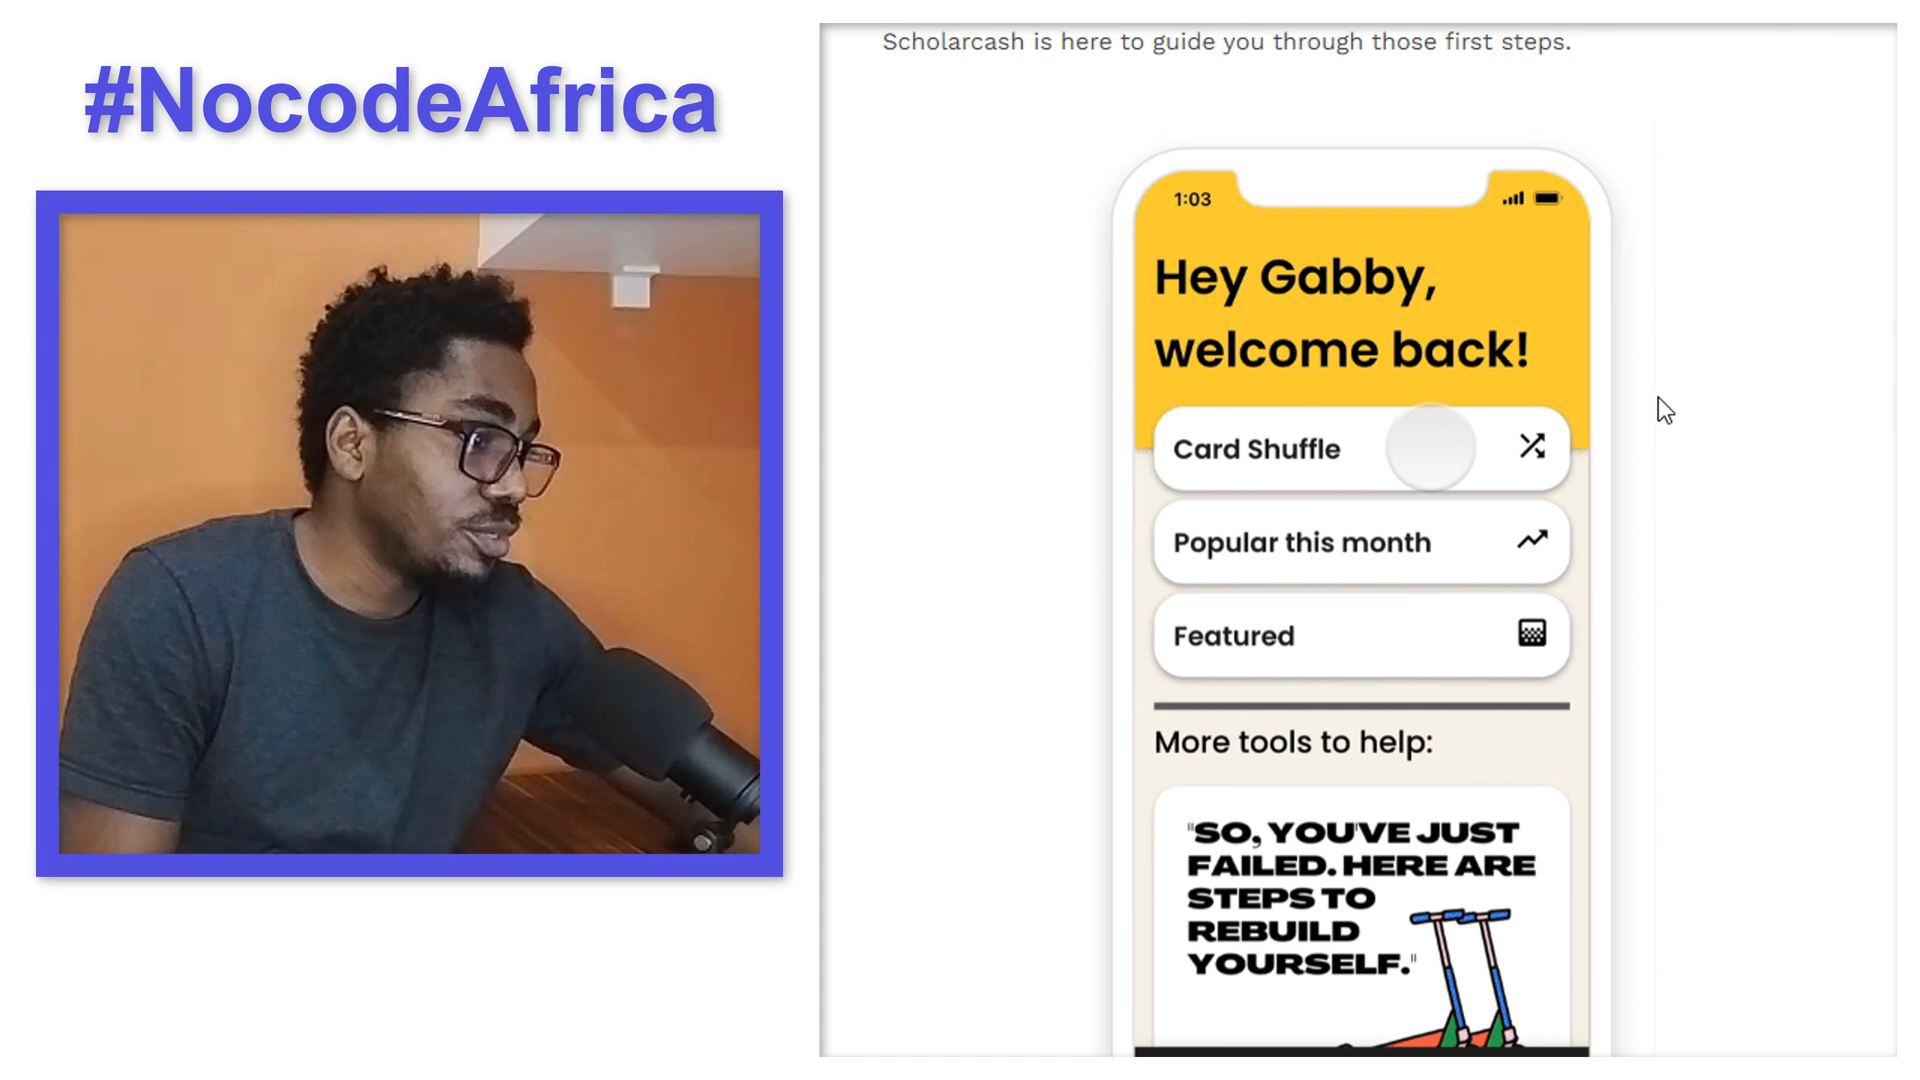 #NocodeAfrica
Scholarcash is here to guide you through those first steps.
1:03
Hey Gabby,
welcome back!
Card Shuffle
Popular this month
Featured
More tools to help:
"SO, YOU'VE JUST
FAILED. HERE ARE
STEPS TO
REBUILD
YOURSELF."